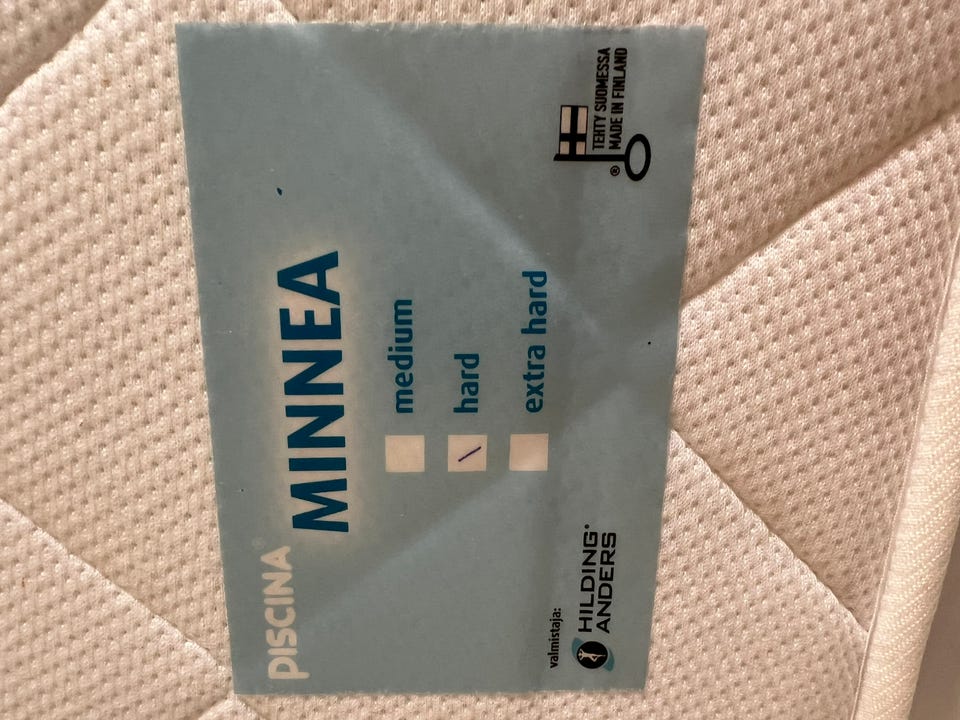 PISCINA®
MINNEA
medium
hard
extra hard
valmistaja:
HILDING®
ANDERS
TEHTY SUOMESSA
MADE IN FINLAND
®